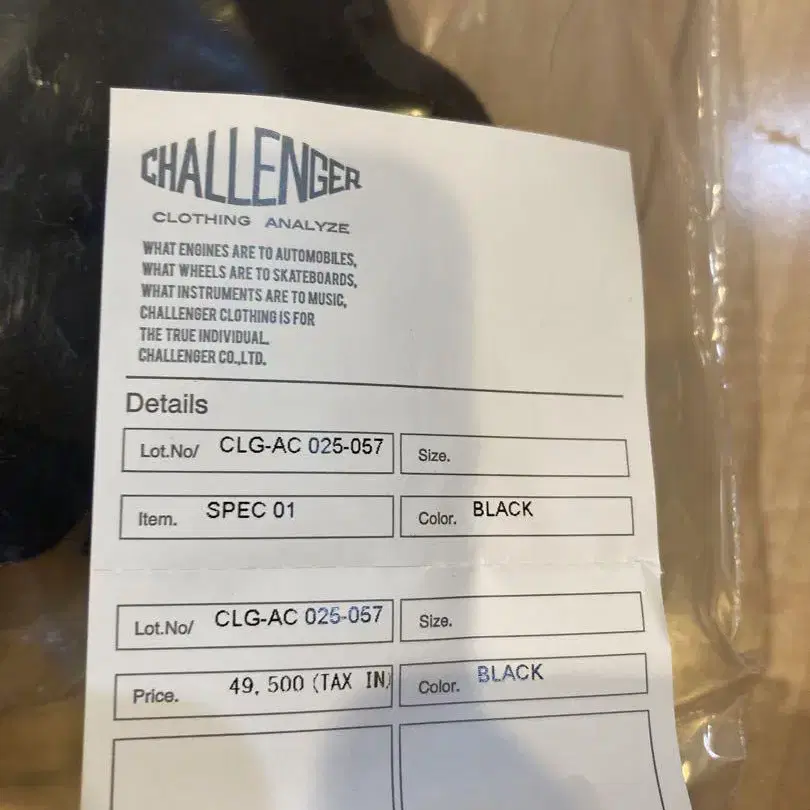 CHALLENGER
CLOTHING ANALYZE
WHAT ENGINES ARE TO AUTOMOBILES,
WHAT WHEELS ARE TO SKATEBOARDS,
WHAT INSTRUMENTS ARE TO MUSIC,
CHALLENGER CLOTHING IS FOR
THE TRUE INDIVIDUAL.
CHALLENGER CO.,LTD.
Details
Lot.No/ CLG-AC 025-057 Size.
Item. SPEC 01 Color. BLACK
Lot.No/ CLG-AC 025-057 Size.
Price. 49,500 (TAX IN) Color. BLACK